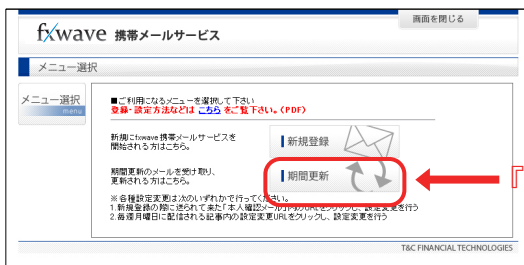 画面を閉じる
fxwave 携帯メールサービス
メニュー選択
メニュー選択
menu
■ご利用になるメニューを選択して下さい
登録・設定方法などは こちら をご覧下さい。(PDF)
新規にfxwave携帯メールサービスを
開始される方はこちら。
新規登録
期間更新のメールを受け取り、
更新される方はこちら。
期間更新
『
※各種設定変更は次のいずれかで行ってください。
1.新規登録の際に送られて来た「本人確認メール」内のURLをクリックし、設定変更を行う
2.毎週月曜日に配信される記事内の設定変更URLをクリックし、設定変更を行う
T&C FINANCIAL TECHNOLOGIES